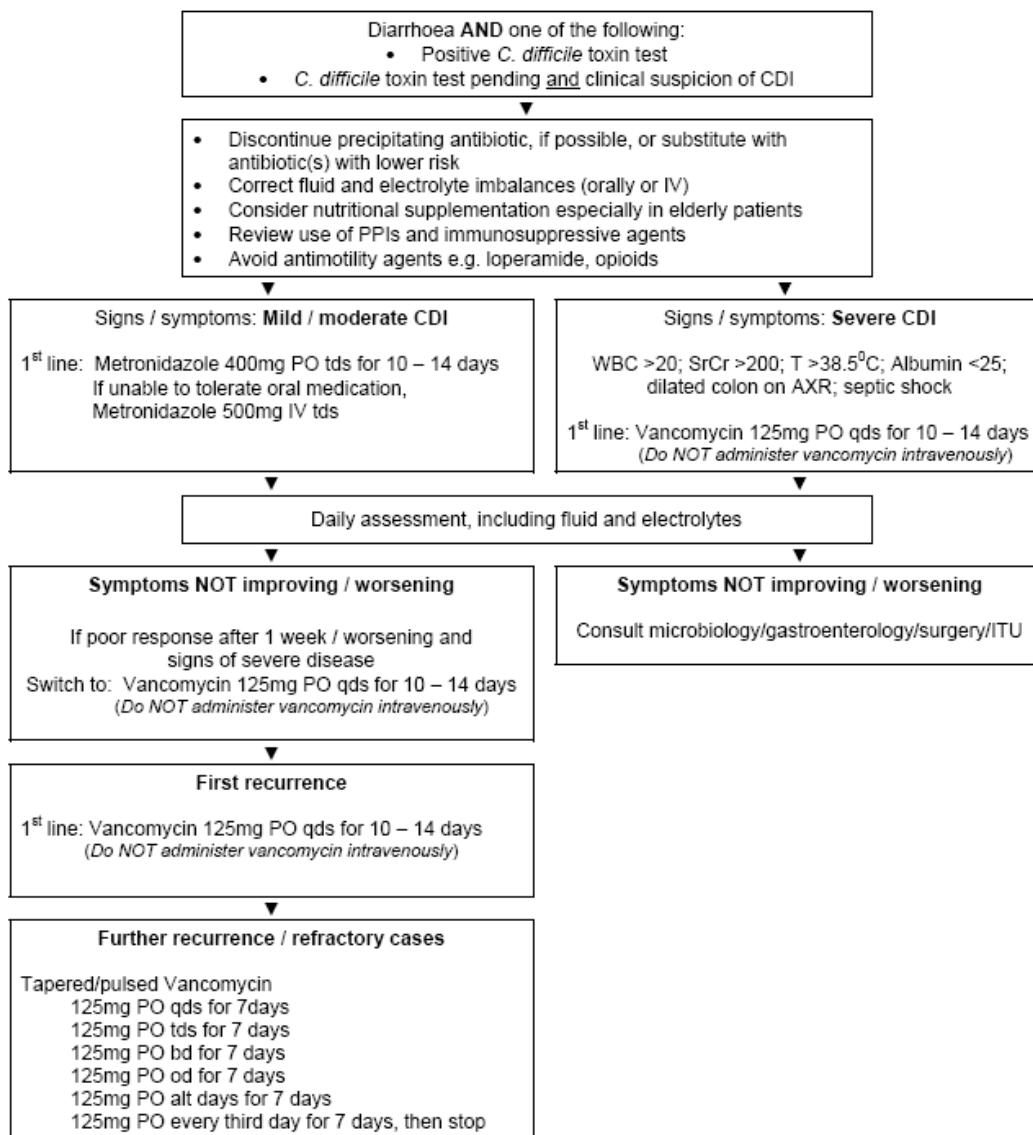 Diarrhoea AND one of the following:
• Positive C. difficile toxin test
• C. difficile toxin test pending and clinical suspicion of CDI
• Discontinue precipitating antibiotic, if possible, or substitute with
antibiotic(s) with lower risk
• Correct fluid and electrolyte imbalances (orally or IV)
• Consider nutritional supplementation especially in elderly patients
• Review use of PPIs and immunosuppressive agents
• Avoid antimotility agents e.g. loperamide, opioids
Signs / symptoms: Mild / moderate CDI
1st line: Metronidazole 400mg PO tds for 10 – 14 days
If unable to tolerate oral medication,
Metronidazole 500mg IV tds
Signs / symptoms: Severe CDI
WBC >20; SrCr >200; T >38.5⁰C; Albumin <25;
dilated colon on AXR; septic shock
1st line: Vancomycin 125mg PO qds for 10 – 14 days
(Do NOT administer vancomycin intravenously)
Daily assessment, including fluid and electrolytes
Symptoms NOT improving / worsening
If poor response after 1 week / worsening and
signs of severe disease
Switch to: Vancomycin 125mg PO qds for 10 – 14 days
(Do NOT administer vancomycin intravenously)
Symptoms NOT improving / worsening
Consult microbiology/gastroenterology/surgery/ITU
First recurrence
1st line: Vancomycin 125mg PO qds for 10 – 14 days
(Do NOT administer vancomycin intravenously)
Further recurrence / refractory cases
Tapered/pulsed Vancomycin
125mg PO qds for 7days
125mg PO tds for 7 days
125mg PO bd for 7 days
125mg PO od for 7 days
125mg PO alt days for 7 days
125mg PO every third day for 7 days, then stop